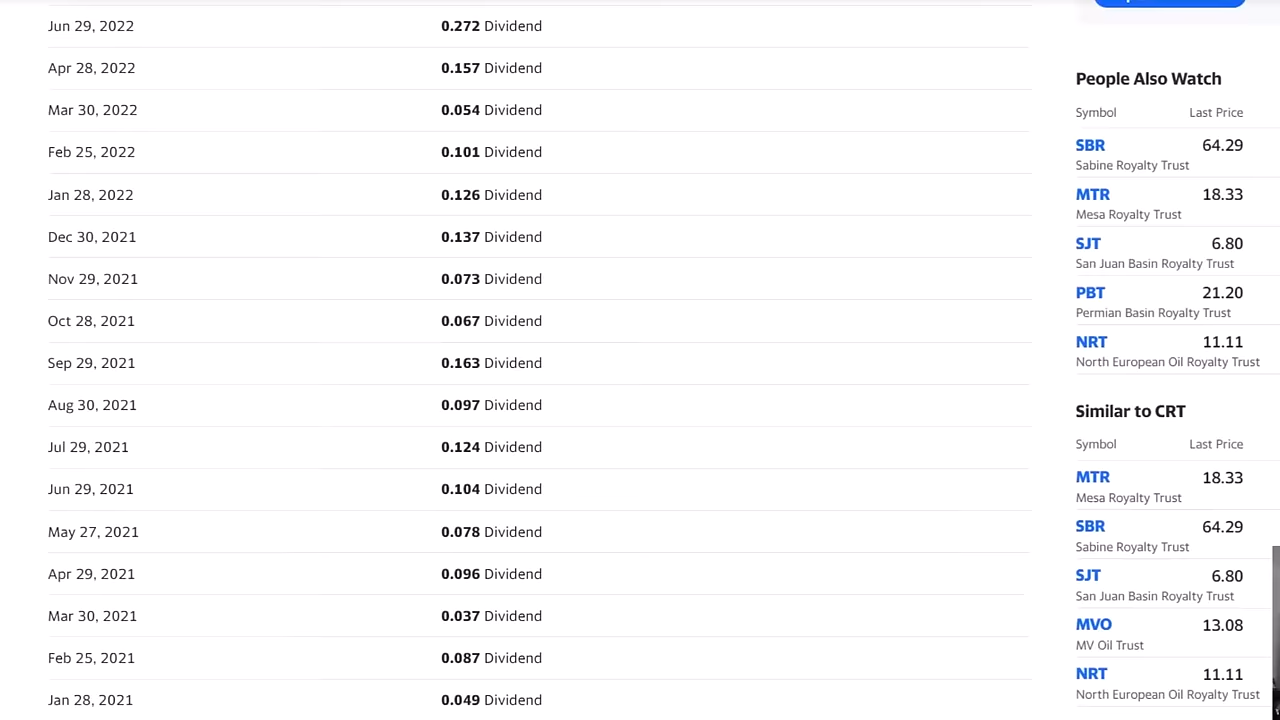 Jun 29, 2022 0.272 Dividend
Apr 28, 2022 0.157 Dividend
Mar 30, 2022 0.054 Dividend
Feb 25, 2022 0.101 Dividend
Jan 28, 2022 0.126 Dividend
Dec 30, 2021 0.137 Dividend
Nov 29, 2021 0.073 Dividend
Oct 28, 2021 0.067 Dividend
Sep 29, 2021 0.163 Dividend
Aug 30, 2021 0.097 Dividend
Jul 29, 2021 0.124 Dividend
Jun 29, 2021 0.104 Dividend
May 27, 2021 0.078 Dividend
Apr 29, 2021 0.096 Dividend
Mar 30, 2021 0.037 Dividend
Feb 25, 2021 0.087 Dividend
Jan 28, 2021 0.049 Dividend
People Also Watch
Symbol Last Price
SBR 64.29
Sabine Royalty Trust
MTR 18.33
Mesa Royalty Trust
SJT 6.80
San Juan Basin Royalty Trust
PBT 21.20
Permian Basin Royalty Trust
NRT 11.11
North European Oil Royalty Trust
Similar to CRT
Symbol Last Price
MTR 18.33
Mesa Royalty Trust
SBR 64.29
Sabine Royalty Trust
SJT 6.80
San Juan Basin Royalty Trust
MVO 13.08
MV Oil Trust
NRT 11.11
North European Oil Royalty Trust